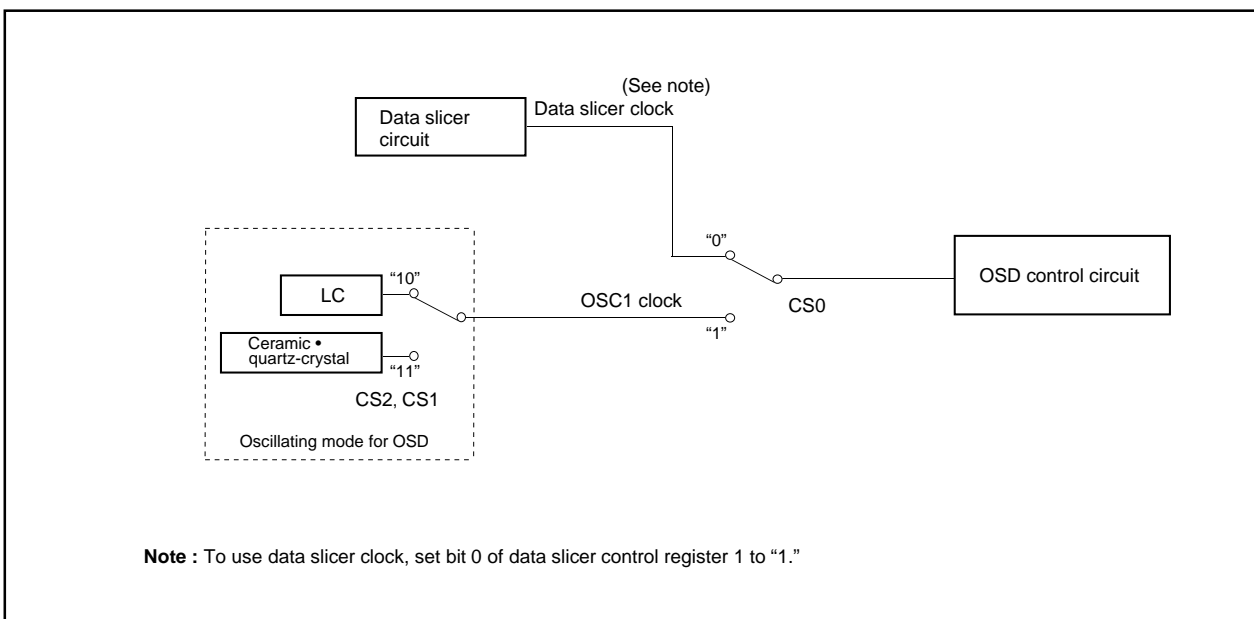 (See note)
Data slicer clock
Data slicer
circuit
“0”
OSD control circuit
“10”
LC
OSC1 clock
CS0
“1”
Ceramic •
quartz-crystal
“11”
CS2, CS1
Oscillating mode for OSD
Note : To use data slicer clock, set bit 0 of data slicer control register 1 to “1.”